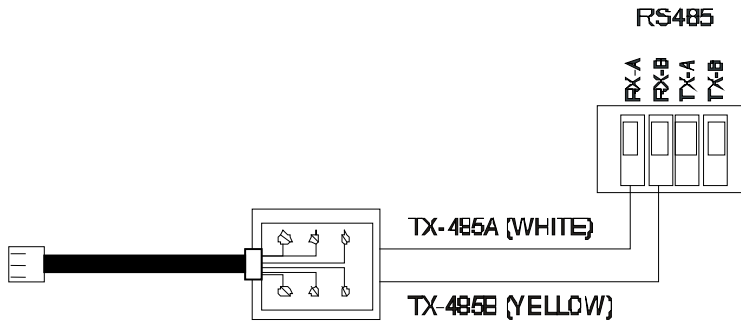 RS485
RX-A
RX-B
TX-A
TX-B
TX-485A (WHITE)
TX-485B (YELLOW)